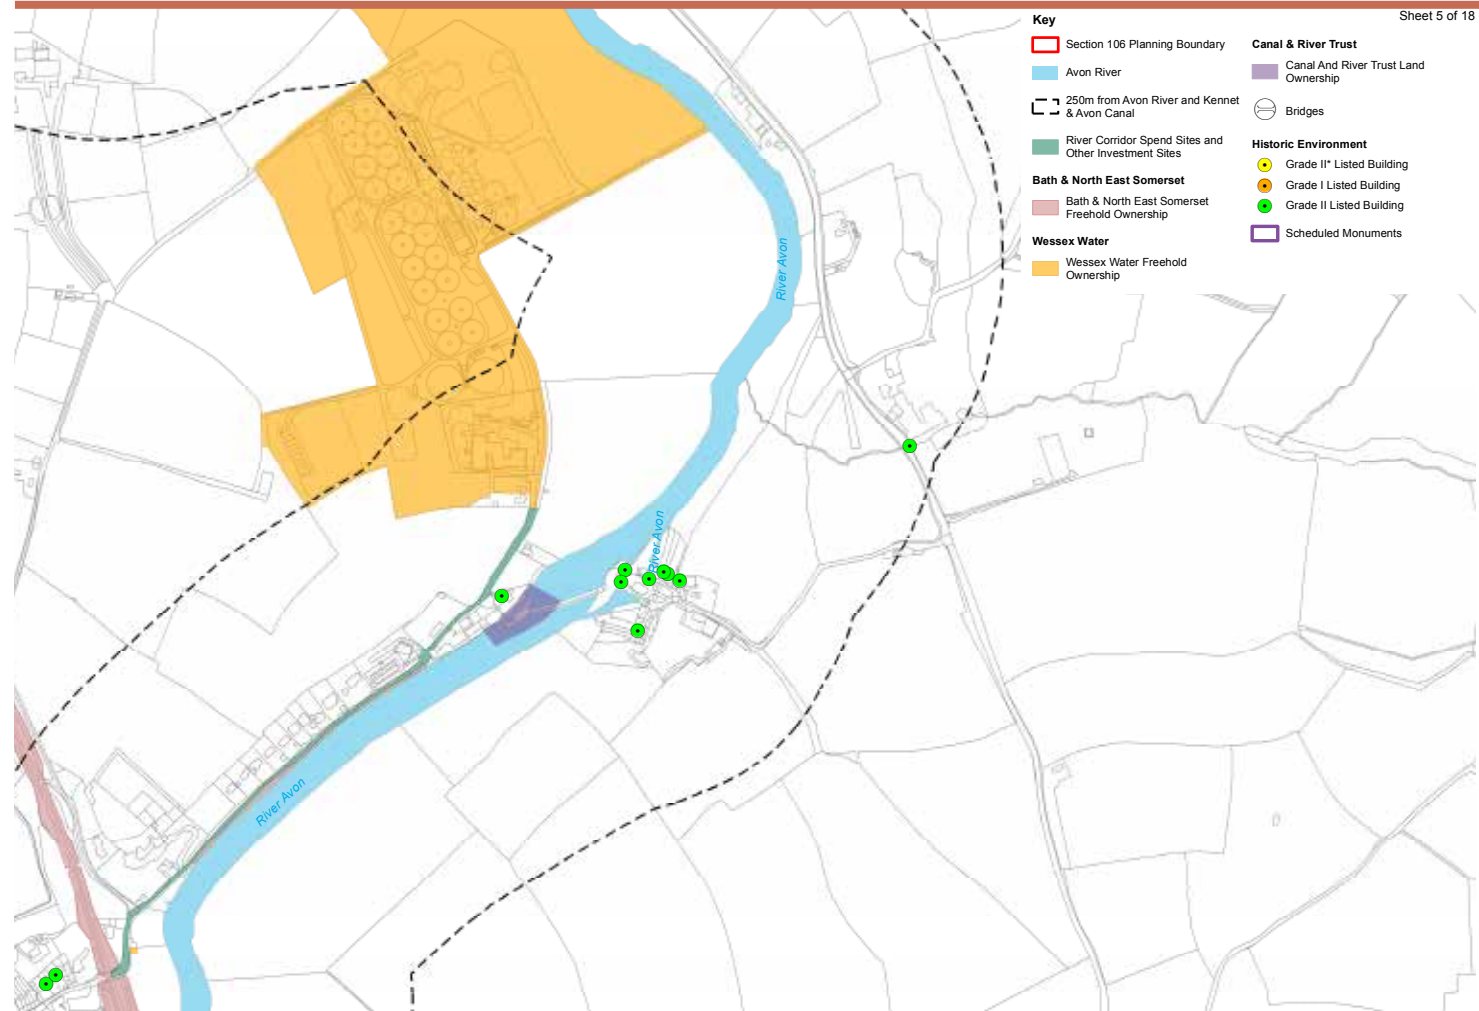 Sheet 5 of 18
Key
Section 106 Planning Boundary
Avon River
250m from Avon River and Kennet
& Avon Canal
River Corridor Spend Sites and
Other Investment Sites
Bath & North East Somerset
Bath & North East Somerset
Freehold Ownership
Wessex Water
Wessex Water Freehold
Ownership
Canal & River Trust
Canal And River Trust Land
Ownership
Bridges
Historic Environment
Grade II* Listed Building
Grade I Listed Building
Grade II Listed Building
Scheduled Monuments
River Avon
River Avon
River Avon